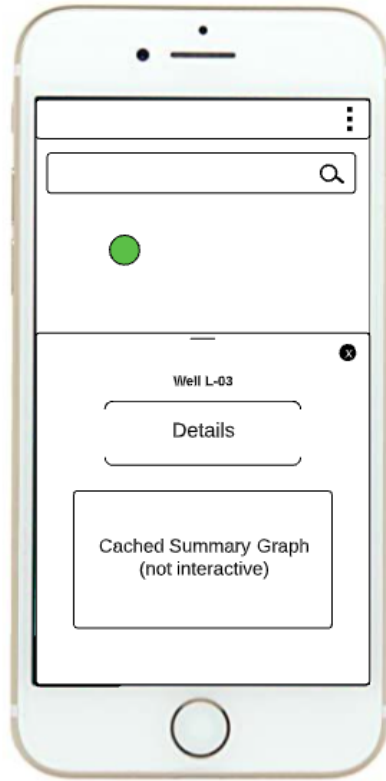 X
Well L-03
Details
Cached Summary Graph
(not interactive)